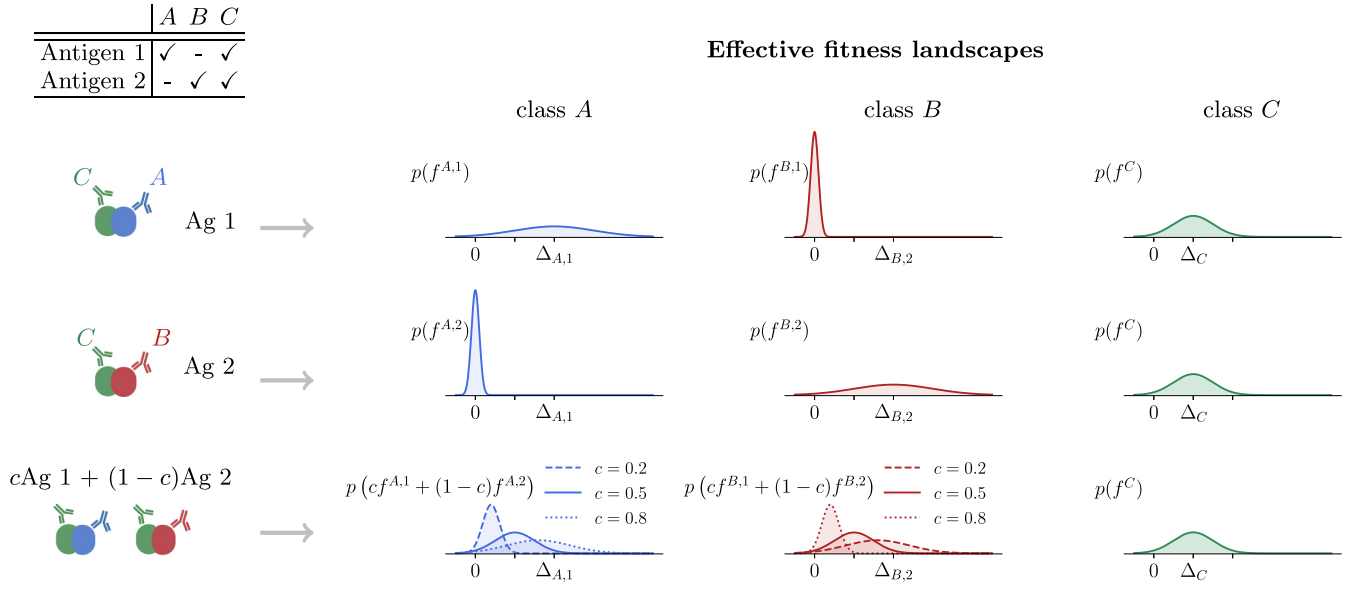 A B C
Antigen 1 ✓ - ✓
Antigen 2 - ✓ ✓
Effective fitness landscapes
class A class B class C
C A
Ag 1
p(f^{A,1}) p(f^{B,1}) p(f^C)
0 Δ_{A,1} 0 Δ_{B,2} 0 Δ_C
C B
Ag 2
p(f^{A,2}) p(f^{B,2}) p(f^C)
0 Δ_{A,1} 0 Δ_{B,2} 0 Δ_C
cAg 1 + (1 − c)Ag 2
p (cf^{A,1} + (1 − c)f^{A,2})
c = 0.2
c = 0.5
c = 0.8
p (cf^{B,1} + (1 − c)f^{B,2})
c = 0.2
c = 0.5
c = 0.8
p(f^C)
0 Δ_{A,1} 0 Δ_{B,2} 0 Δ_C